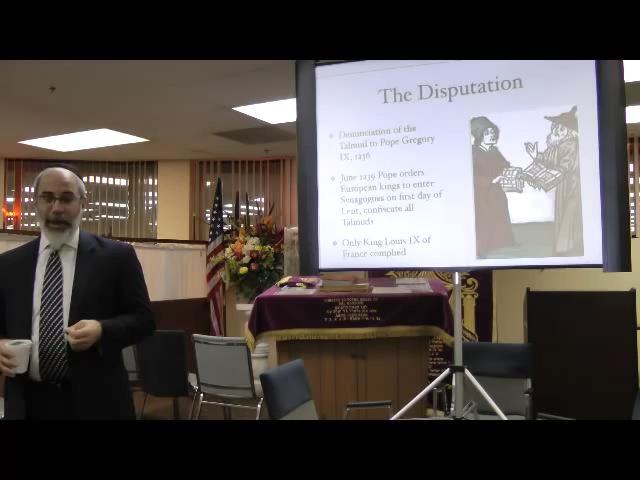 The Disputation
Denunciation of the
Talmud to Pope Gregory
IX, 1236
June 1239 Pope orders
European kings to enter
Synagogues on first day of
Lent, confiscate all
Talmuds
Only King Louis IX of
France complied